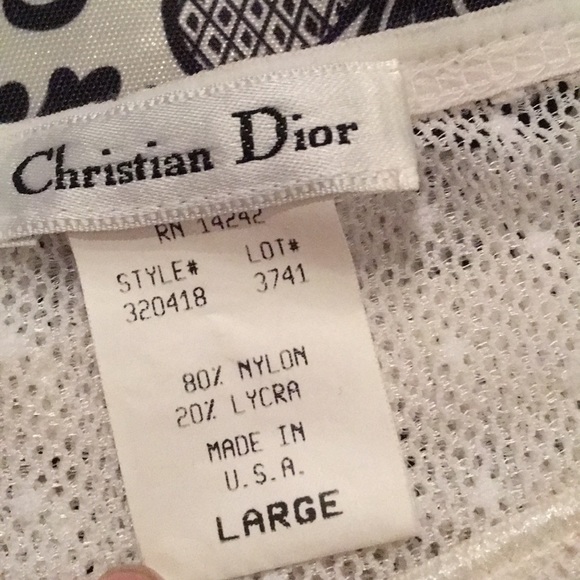 Christian Dior
RN 14242
STYLE# LOT#
320418 3741
80% NYLON
20% LYCRA
MADE IN
U.S.A.
LARGE